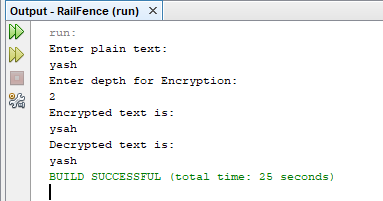 Output - RailFence (run)
run:
Enter plain text:
yash
Enter depth for Encryption:
2
Encrypted text is:
ysah
Decrypted text is:
yash
BUILD SUCCESSFUL (total time: 25 seconds)